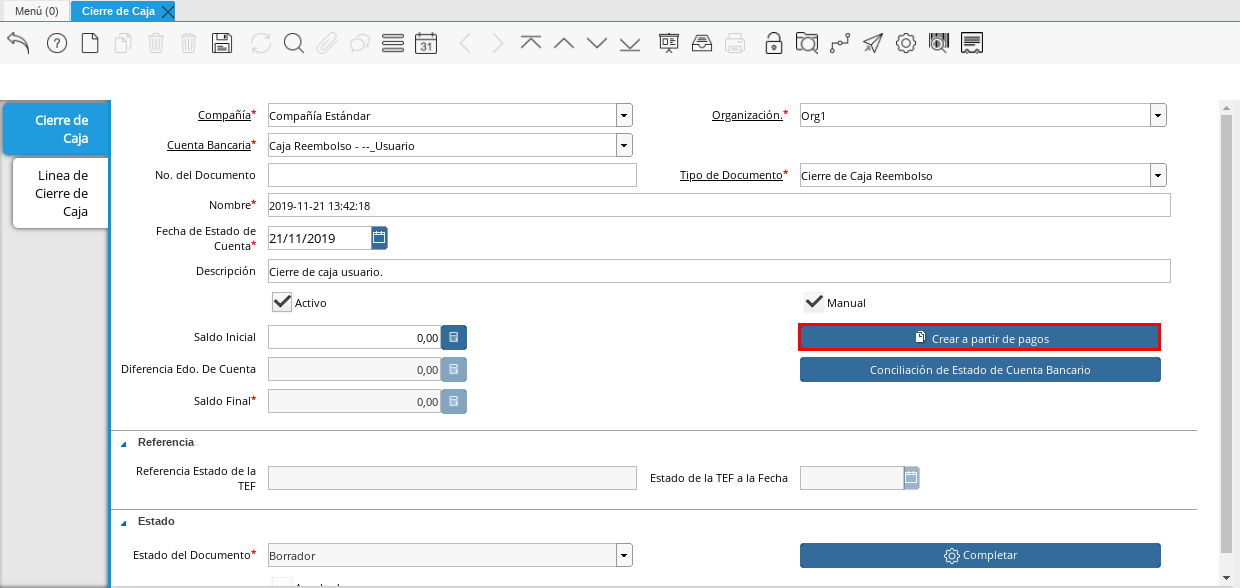 Menú (0)
Cierre de Caja
31
Cierre de
Caja
Linea de
Cierre de
Caja
Compañía* Compañía Estándar
Organización.* Org1
Cuenta Bancaria* Caja Reembolso - --_Usuario
No. del Documento
Tipo de Documento* Cierre de Caja Reembolso
Nombre* 2019-11-21 13:42:18
Fecha de Estado de
Cuenta* 21/11/2019
Descripción Cierre de caja usuario.
Activo
Manual
Saldo Inicial 0,00
Crear a partir de pagos
Diferencia Edo. De Cuenta 0,00
Conciliación de Estado de Cuenta Bancario
Saldo Final* 0,00
Referencia
Referencia Estado de la
TEF
Estado de la TEF a la Fecha
Estado
Estado del Documento* Borrador
Completar